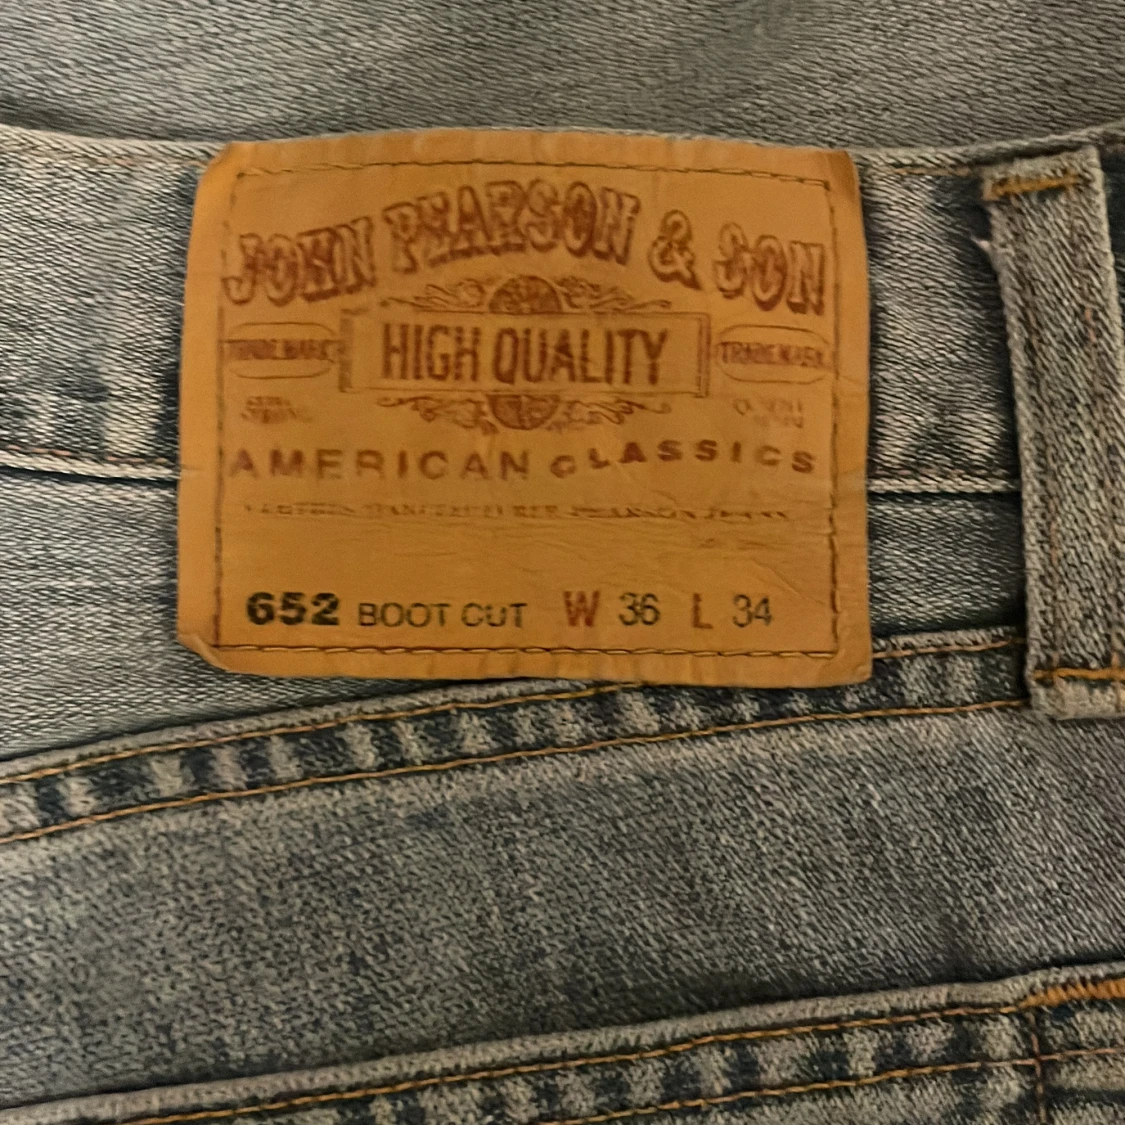 JOHN PEARSON & SON
TRADE MARK HIGH QUALITY TRADE MARK
AMERICAN CLASSICS
652 BOOT CUT W 36 L 34